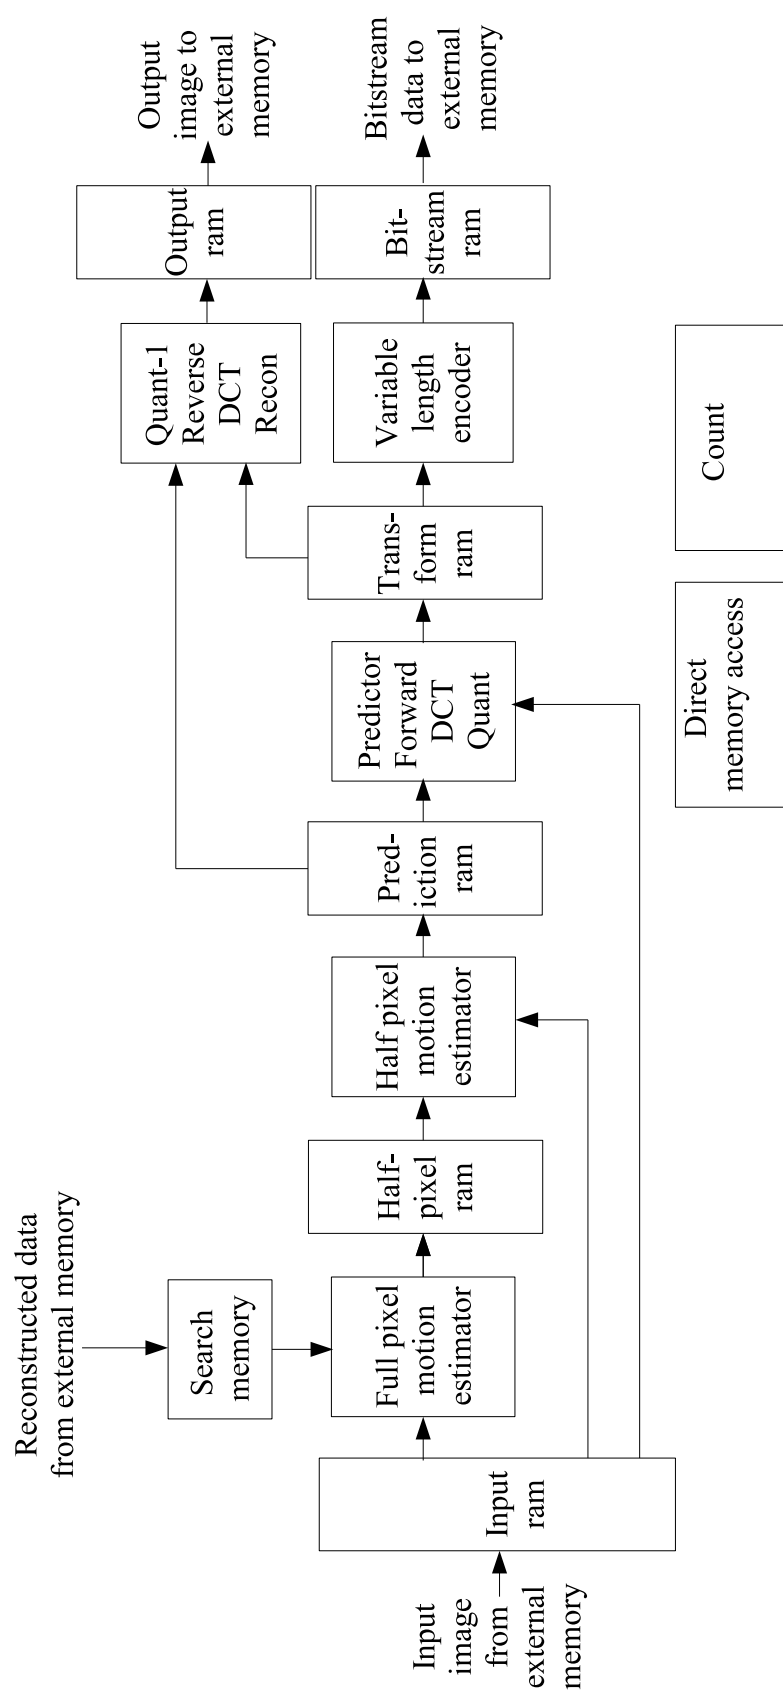 Reconstructed data
from external memory
Input
image
from
external
memory
Input
ram
Search
memory
Full pixel
motion
estimator
Half-
pixel
ram
Half pixel
motion
estimator
Pred-
iction
ram
Predictor
Forward
DCT
Quant
Trans-
form
ram
Quant-1
Reverse
DCT
Recon
Variable
length
encoder
Output
ram
Bit-
stream
ram
Output
image to
external
memory
Bitstream
data to
external
memory
Direct
memory access
Count